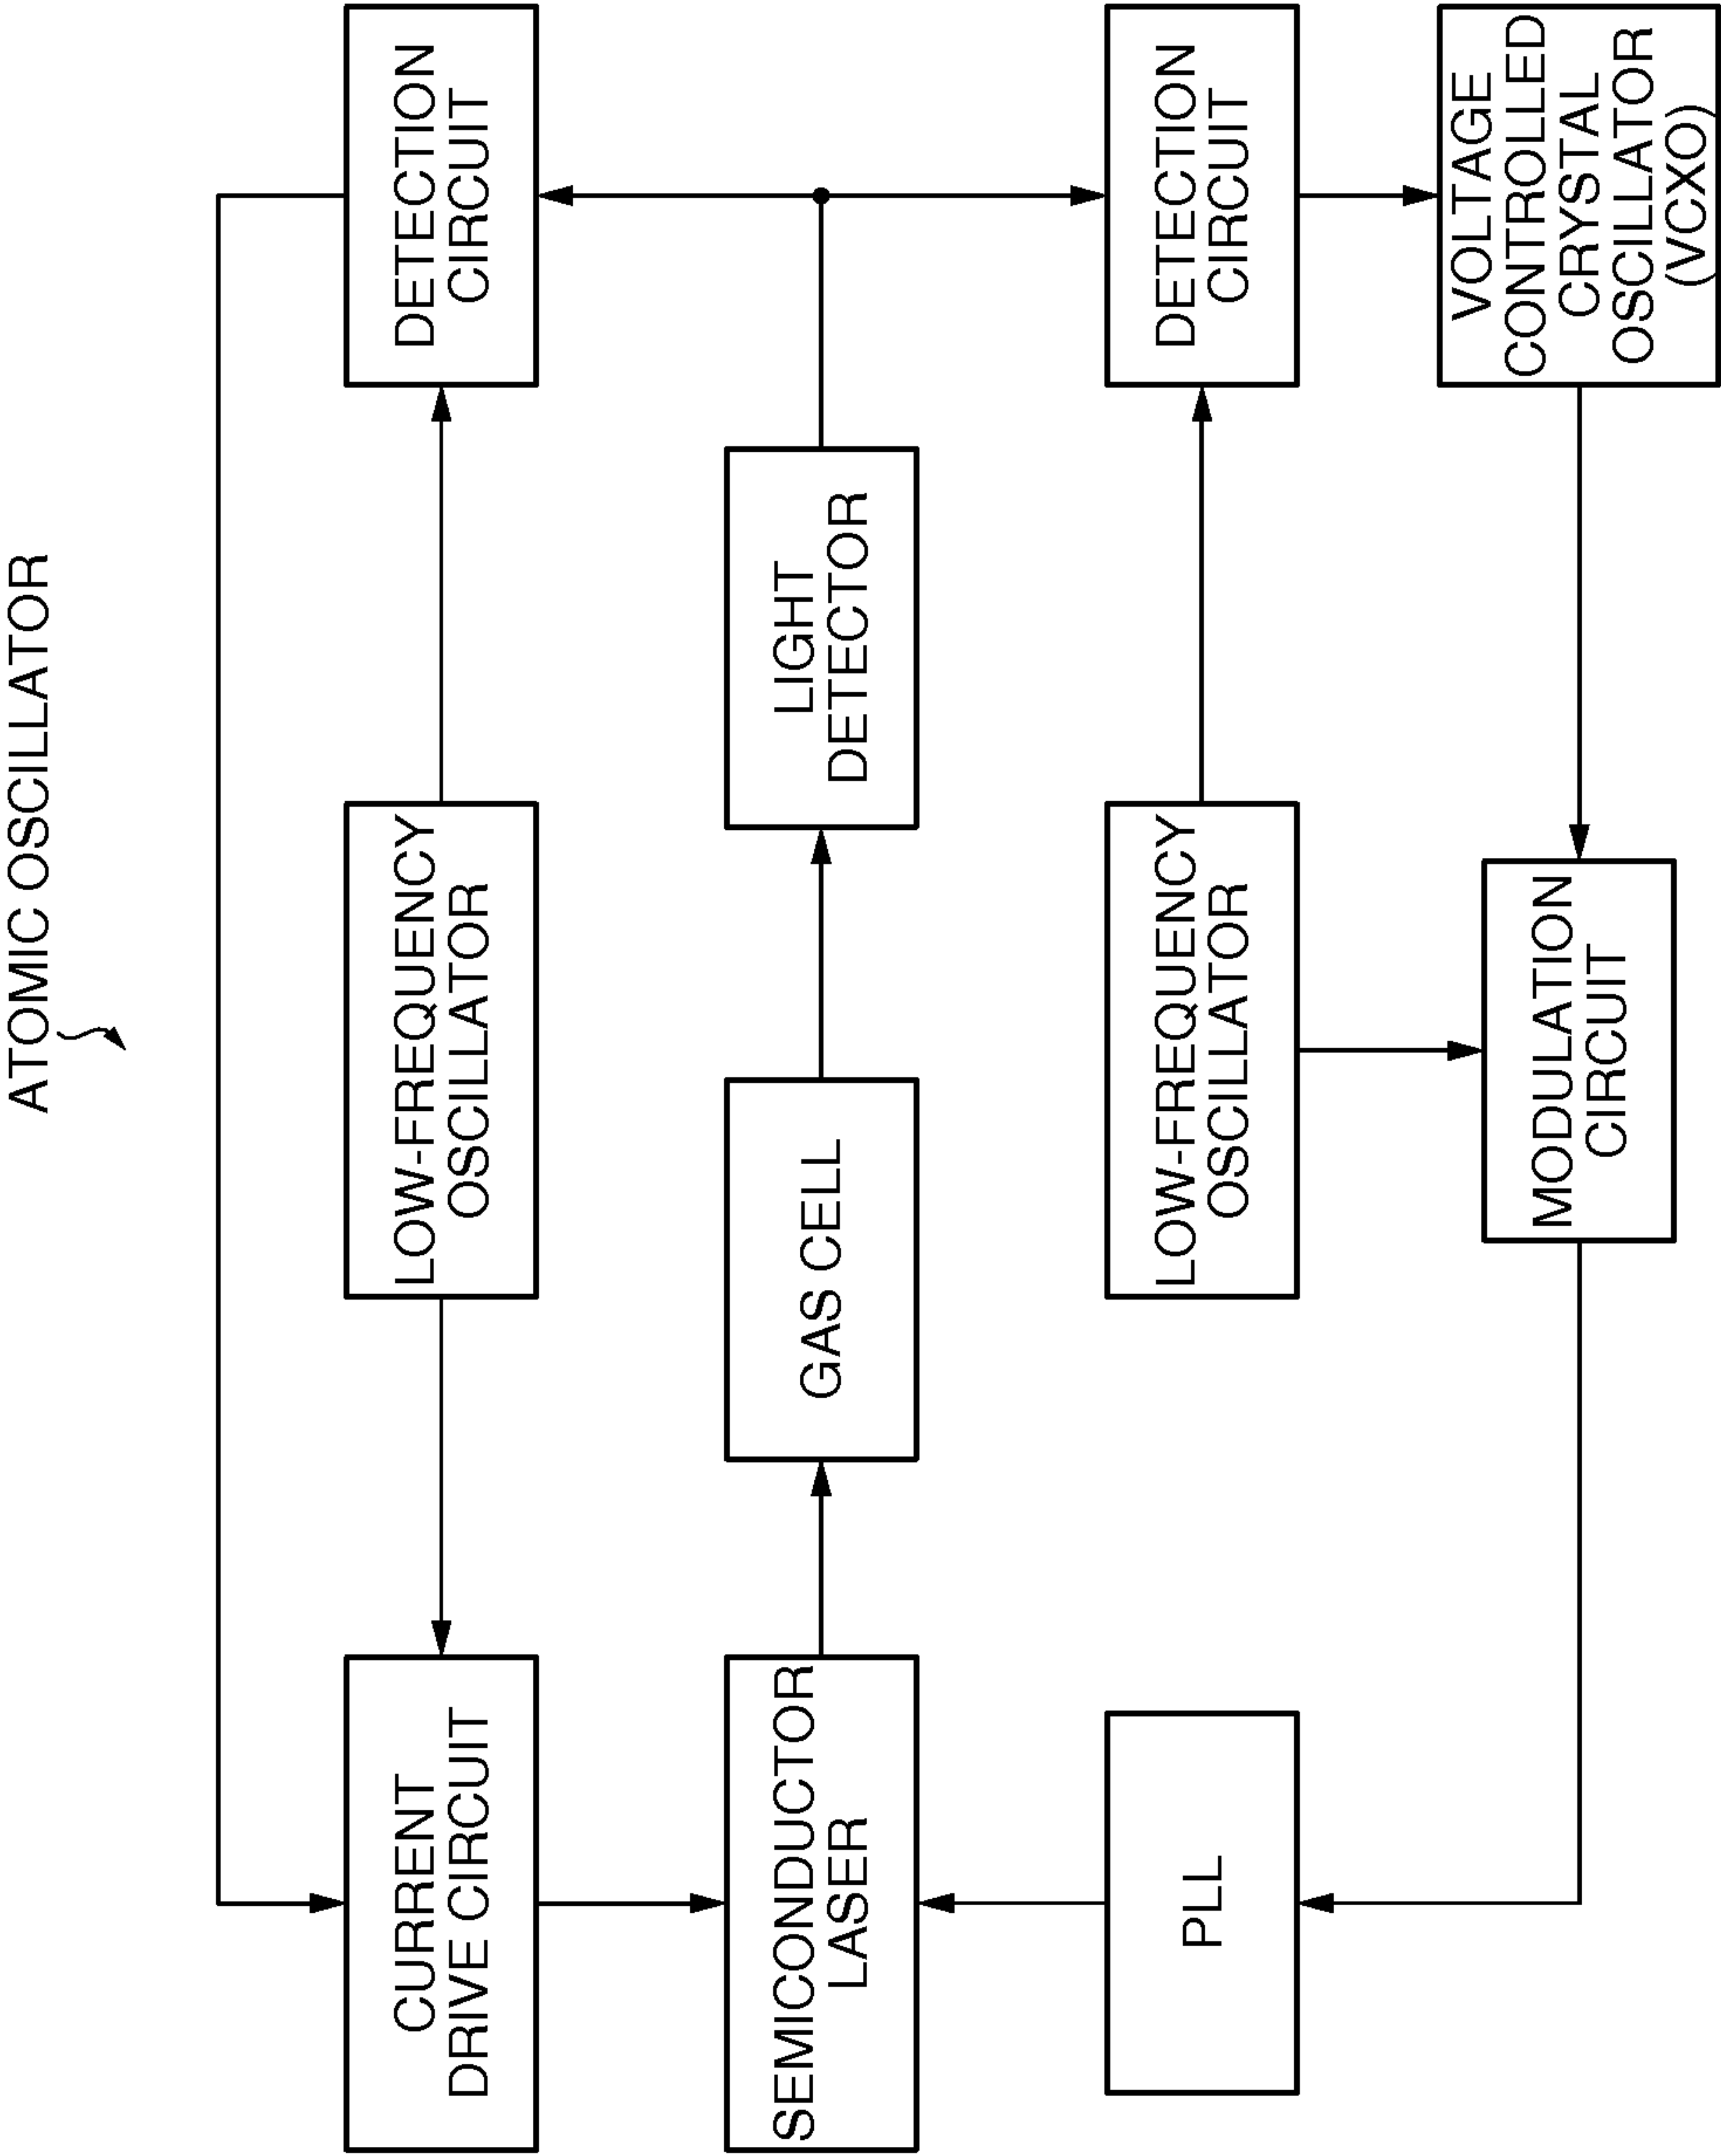 ATOMIC OSCILLATOR
CURRENT
DRIVE CIRCUIT
LOW-FREQUENCY
OSCILLATOR
DETECTION
CIRCUIT
SEMICONDUCTOR
LASER
GAS CELL
LIGHT
DETECTOR
PLL
LOW-FREQUENCY
OSCILLATOR
DETECTION
CIRCUIT
MODULATION
CIRCUIT
VOLTAGE
CONTROLLED
CRYSTAL
OSCILLATOR
(VCXO)